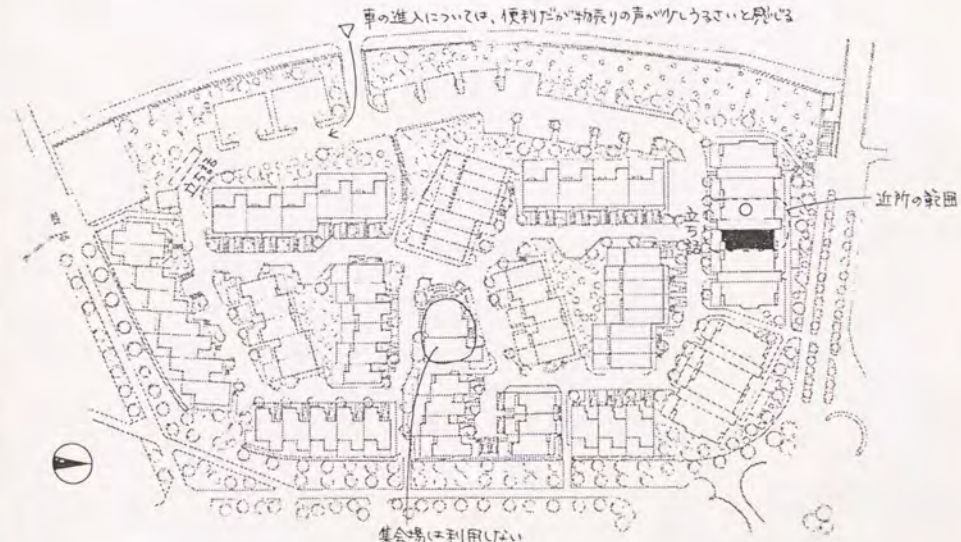 車の進入については、便利だが物売りの声が少しうるさいと感じる
近所の範囲
立ち話
立ち話
集会場は利用しない